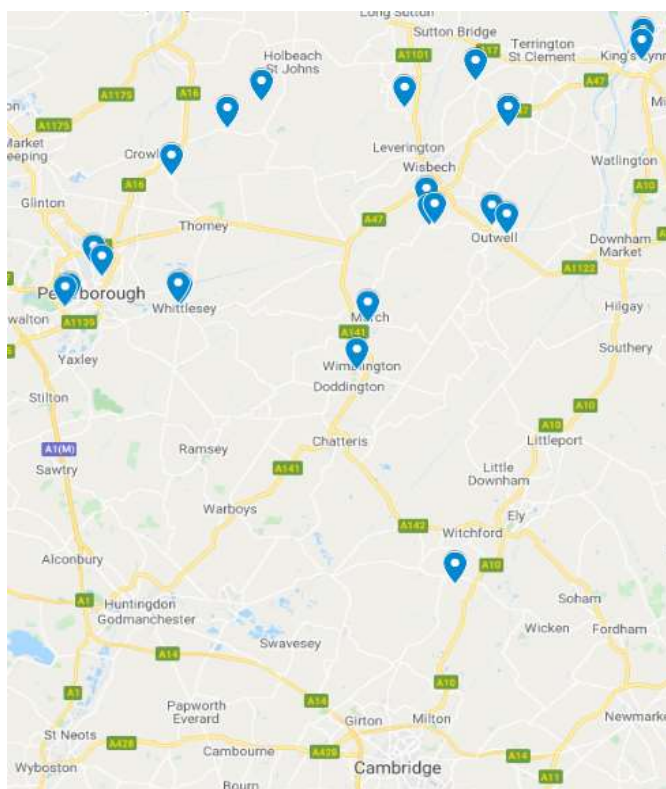 Long Sutton
Sutton Bridge
Holbeach
St Johns
A1101
A17
Terrington
St Clement
King's Lynn
A1175
A16
A47
A1175
Market
Crowl
Leverington
Wisbech
Watlington
A16
A10
Glinton
Thorney
A47
Outwell
Downham
Market
A1122
Peterborough
Whittlesey
March
Hilgay
A1139
A141
Yaxley
Wimblington
Southery
Doddington
Stilton
A10
A10
Chatteris
Littleport
A1(M)
Ramsey
Sawtry
A141
Little
Downham
Warboys
Ely
A142
Witchford
Alconbury
A10
A1
Huntingdon
Godmanchester
Soham
Wicken
Fordham
Swavesey
A14
A10
A1
Papworth
Everard
A14
Girton
Milton
Newmarke
St Neots
A428
Cambourne
A428
A14
Wyboston
Cambridge
A11
Bourn